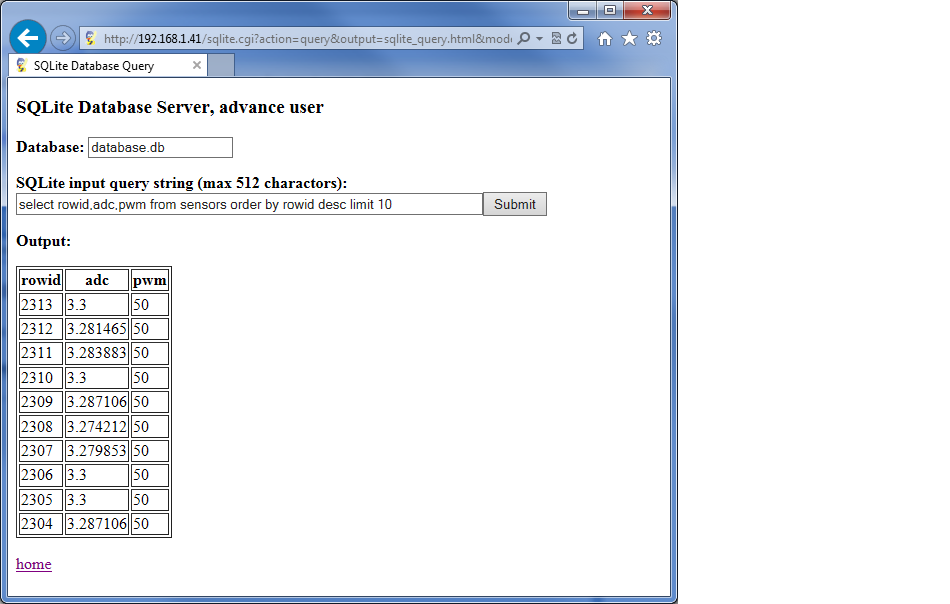 http://192.168.1.41/sqlite.cgi?action=query&output=sqlite_query.html&mode
SQLite Database Query
SQLite Database Server, advance user
Database: database.db
SQLite input query string (max 512 charactors):
select rowid,adc,pwm from sensors order by rowid desc limit 10 Submit
Output:
rowid adc pwm
2313 3.3 50
2312 3.281465 50
2311 3.283883 50
2310 3.3 50
2309 3.287106 50
2308 3.274212 50
2307 3.279853 50
2306 3.3 50
2305 3.3 50
2304 3.287106 50
home